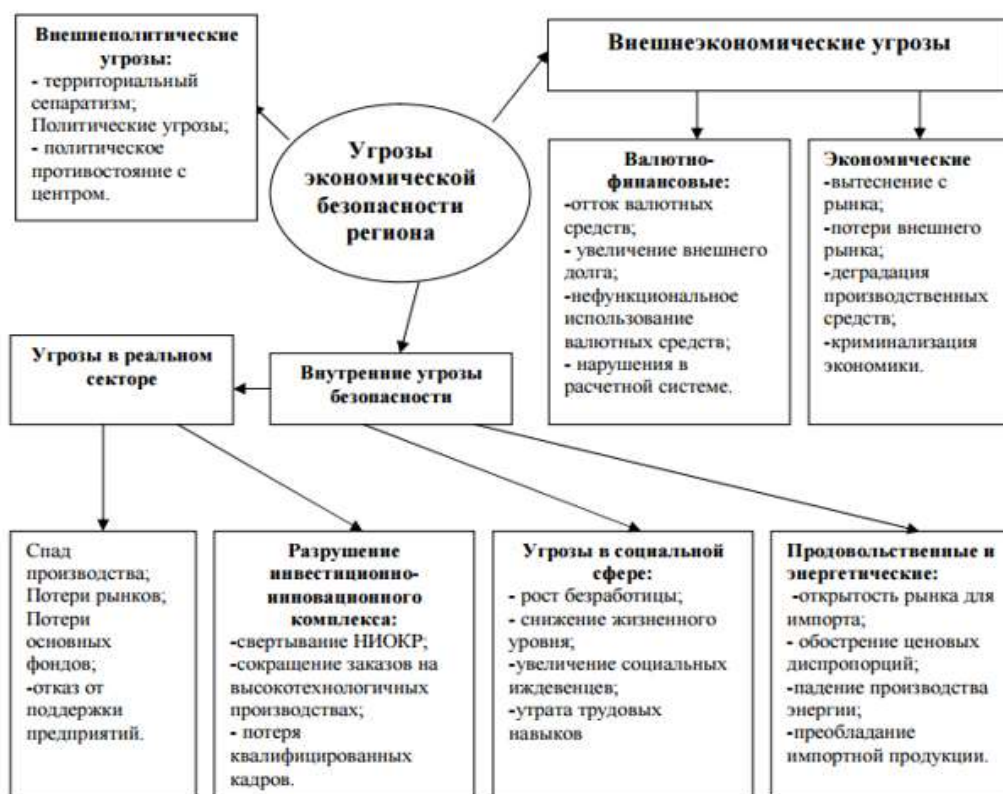 Внешнеполитические
угрозы:
- территориальный
сепаратизм;
Политические угрозы;
- политическое
противостояние с
центром.
Внешнеэкономические угрозы
Угрозы
экономической
безопасности
региона
Валютно-
финансовые:
-отток валютных
средств;
- увеличение внешнего
долга;
-нефункциональное
использование
валютных средств;
- нарушения в
расчетной системе.
Экономические
-вытеснение с
рынка;
-потери внешнего
рынка;
-деградация
производственных
средств;
-криминализация
экономики.
Угрозы в реальном
секторе
Внутренние угрозы
безопасности
Спад
производства;
Потери рынков;
Потери
основных
фондов;
-отказ от
поддержки
предприятий.
Разрушение
инвестиционно-
инновационного
комплекса:
-свертывание НИОКР;
-сокращение заказов на
высокотехнологичных
производствах;
- потеря
квалифицированных
кадров.
Угрозы в социальной
сфере:
- рост безработицы;
- снижение жизненного
уровня;
-увеличение социальных
иждевенцев;
-утрата трудовых
навыков
Продовольственные и
энергетические:
-открытость рынка для
импорта;
- обострение ценовых
диспропорций;
-падение производства
энергии;
-преобладание
импортной продукции.